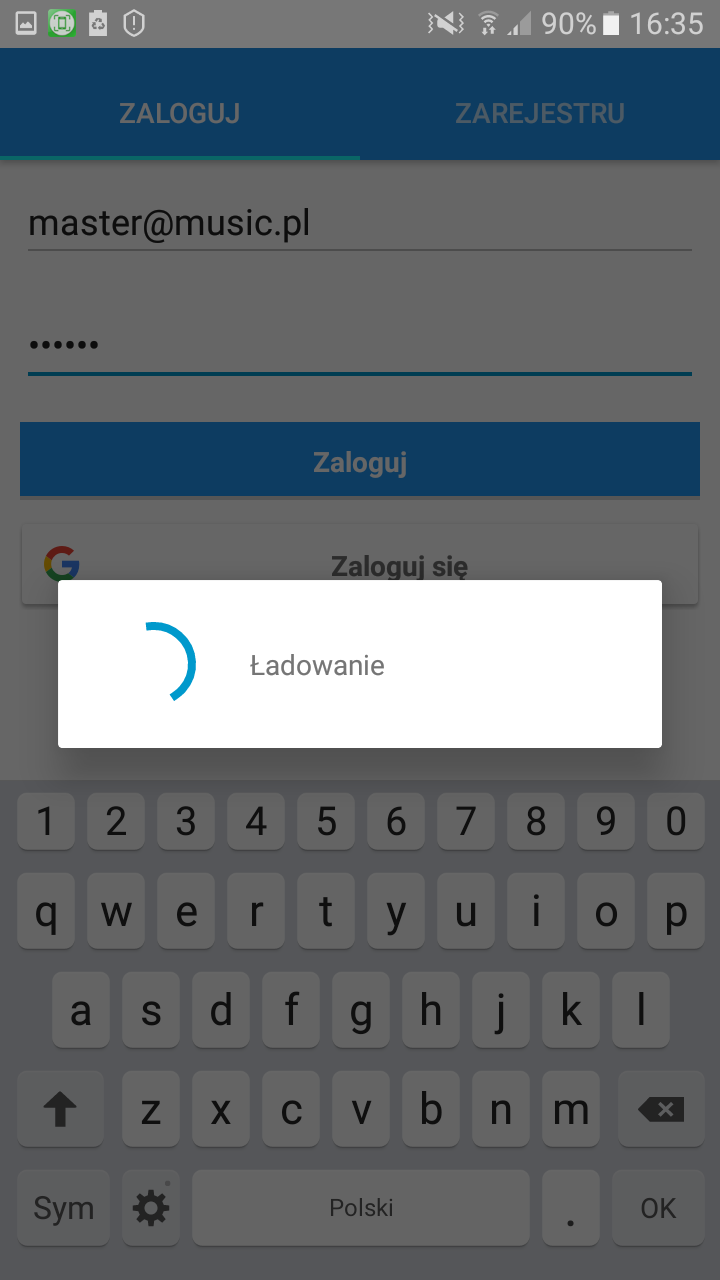 90% 16:35
ZALOGUJ ZAREJESTRU
master@music.pl
••••••
Zaloguj
Zaloguj się
Ładowanie
1 2 3 4 5 6 7 8 9 0
q w e r t y u i o p
a s d f g h j k l
z x c v b n m
Sym Polski . OK